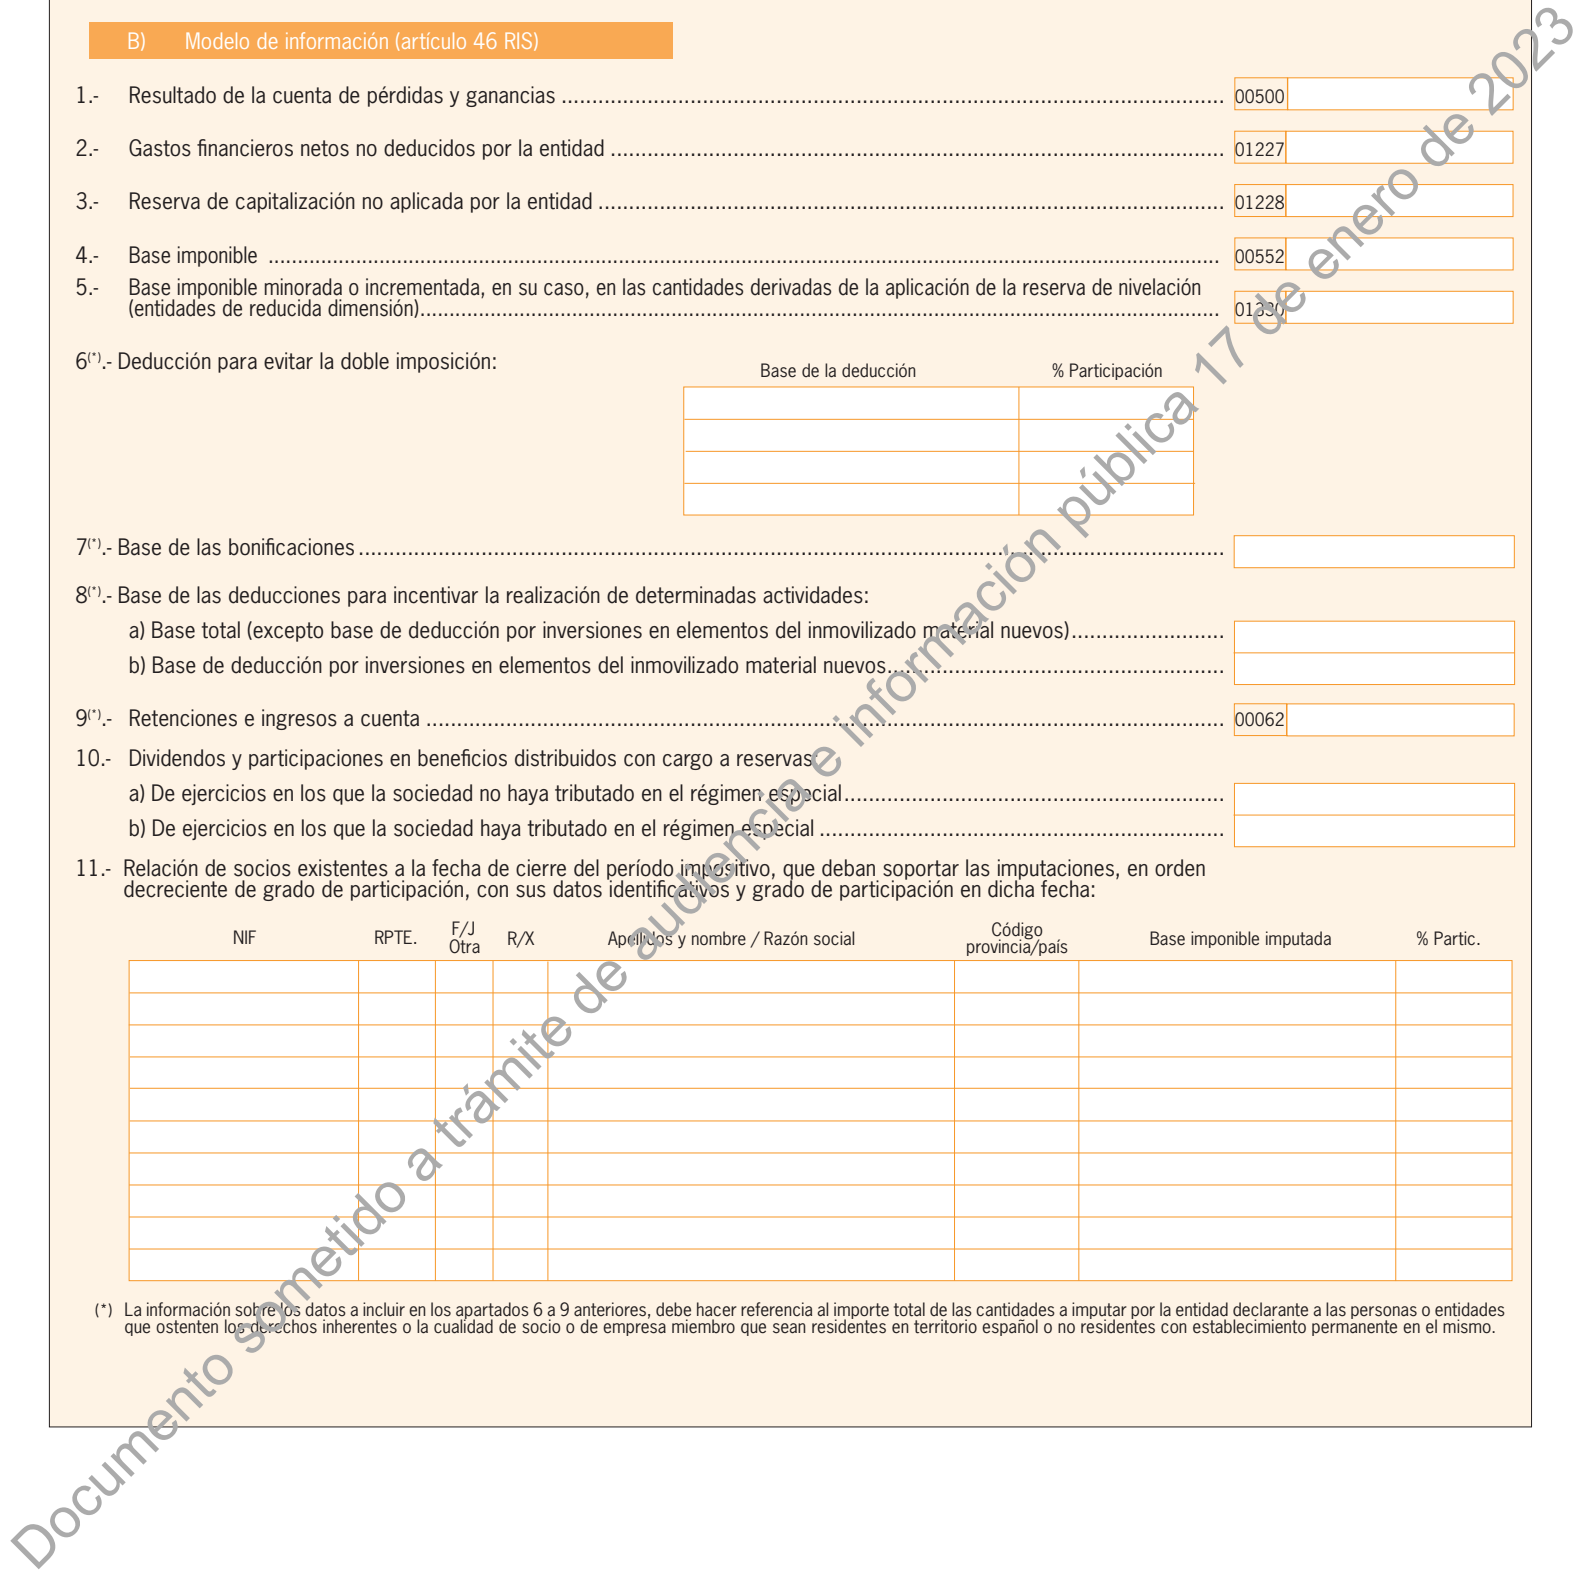 B) Modelo de información (artículo 46 RIS)
1.- Resultado de la cuenta de pérdidas y ganancias ........ 00500
2.- Gastos financieros netos no deducidos por la entidad ........ 01227
3.- Reserva de capitalización no aplicada por la entidad ........ 01228
4.- Base imponible ........ 00552
5.- Base imponible minorada o incrementada, en su caso, en las cantidades derivadas de la aplicación de la reserva de nivelación
(entidades de reducida dimensión)........ 01330
6(*).- Deducción para evitar la doble imposición:
Base de la deducción % Participación
7(*).- Base de las bonificaciones ........
8(*).- Base de las deducciones para incentivar la realización de determinadas actividades:
a) Base total (excepto base de deducción por inversiones en elementos del inmovilizado material nuevos)........
b) Base de deducción por inversiones en elementos del inmovilizado material nuevos........
9(*).- Retenciones e ingresos a cuenta ........ 00062
10.- Dividendos y participaciones en beneficios distribuidos con cargo a reservas:
a) De ejercicios en los que la sociedad no haya tributado en el régimen especial........
b) De ejercicios en los que la sociedad haya tributado en el régimen especial ........
11.- Relación de socios existentes a la fecha de cierre del período impositivo, que deban soportar las imputaciones, en orden
decreciente de grado de participación, con sus datos identificativos y grado de participación en dicha fecha:
NIF RPTE. F/J Otra R/X Apellidos y nombre / Razón social Código provincia/país Base imponible imputada % Partic.
(*) La información sobre los datos a incluir en los apartados 6 a 9 anteriores, debe hacer referencia al importe total de las cantidades a imputar por la entidad declarante a las personas o entidades
que ostenten los derechos inherentes o la cualidad de socio o de empresa miembro que sean residentes en territorio español o no residentes con establecimiento permanente en el mismo.
Documento sometido a trámite de audiencia e información pública 17 de enero de 2023